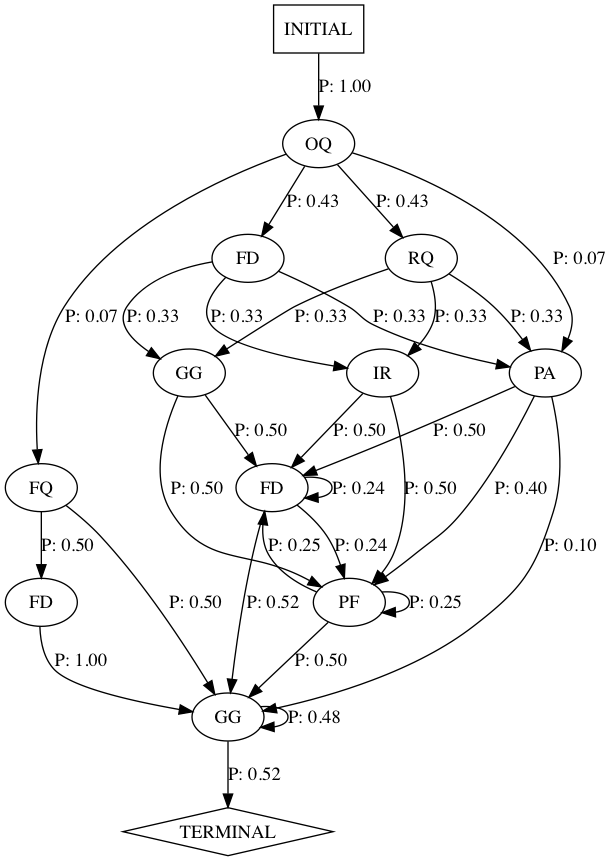 INITIAL
P: 1.00
OQ
P: 0.43
P: 0.43
FD
RQ
P: 0.07
P: 0.07
P: 0.33
P: 0.33
P: 0.33
P: 0.33
P: 0.33
P: 0.33
GG
IR
PA
P: 0.50
P: 0.50
P: 0.50
FQ
P: 0.50
FD
P: 0.24
P: 0.50
P: 0.40
P: 0.50
P: 0.25
P: 0.24
P: 0.10
FD
P: 0.50
P: 0.52
PF
P: 0.25
P: 1.00
P: 0.50
GG
P: 0.48
P: 0.52
TERMINAL